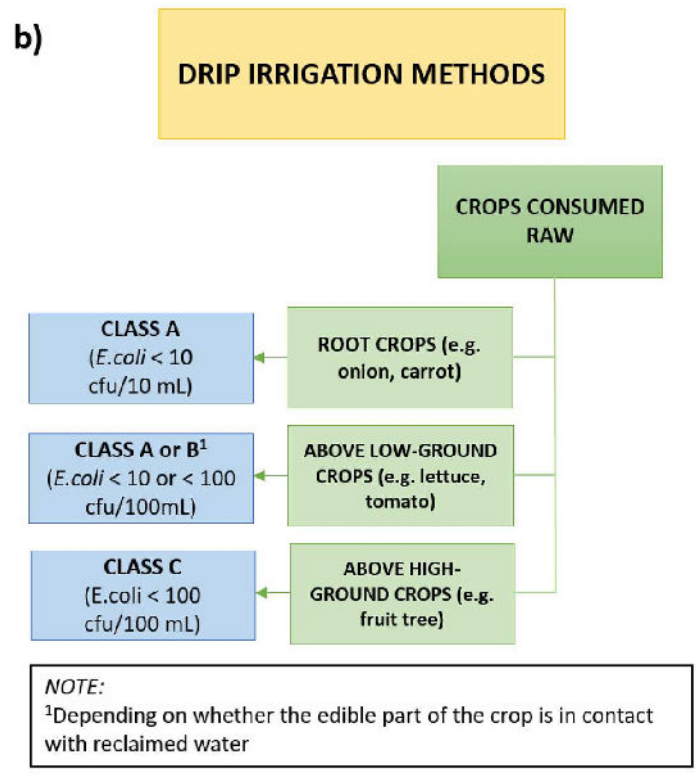 b)
DRIP IRRIGATION METHODS
CROPS CONSUMED
RAW
CLASS A
(E.coli < 10
cfu/10 mL)
ROOT CROPS (e.g.
onion, carrot)
CLASS A or B¹
(E.coli < 10 or < 100
cfu/100mL)
ABOVE LOW-GROUND
CROPS (e.g. lettuce,
tomato)
CLASS C
(E.coli < 100
cfu/100 mL)
ABOVE HIGH-
GROUND CROPS (e.g.
fruit tree)
NOTE:
¹Depending on whether the edible part of the crop is in contact
with reclaimed water